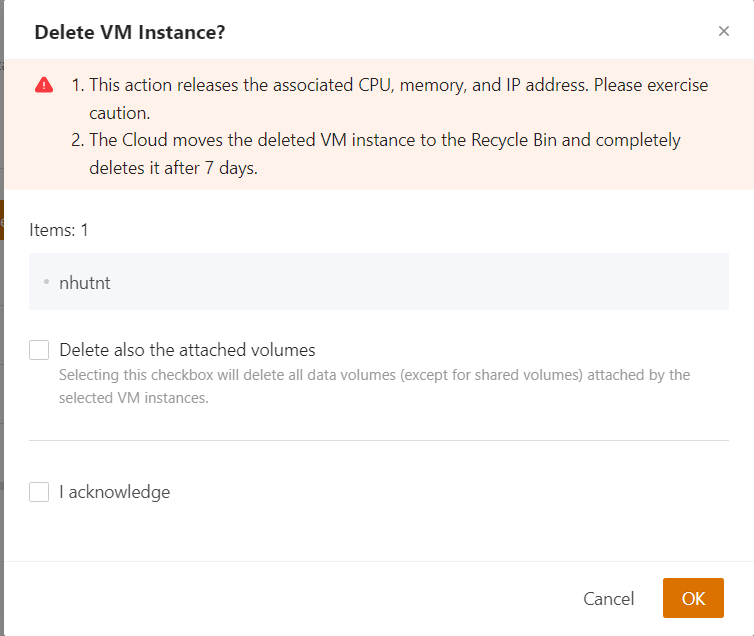 Delete VM Instance?
×
1. This action releases the associated CPU, memory, and IP address. Please exercise
caution.
2. The Cloud moves the deleted VM instance to the Recycle Bin and completely
deletes it after 7 days.
Items: 1
• nhutnt
Delete also the attached volumes
Selecting this checkbox will delete all data volumes (except for shared volumes) attached by the
selected VM instances.
I acknowledge
Cancel
OK